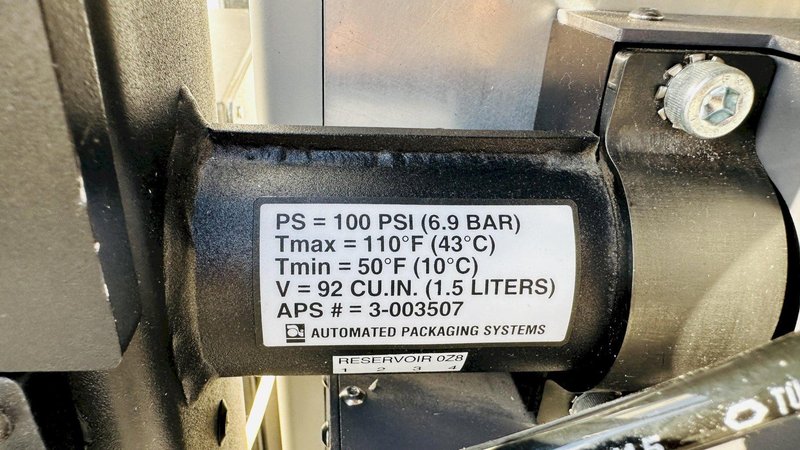 PS = 100 PSI (6.9 BAR)
Tmax = 110°F (43°C)
Tmin = 50°F (10°C)
V = 92 CU.IN. (1.5 LITERS)
APS # = 3-003507
AUTOMATED PACKAGING SYSTEMS
RESERVOIR 0Z8
1 2 3 4